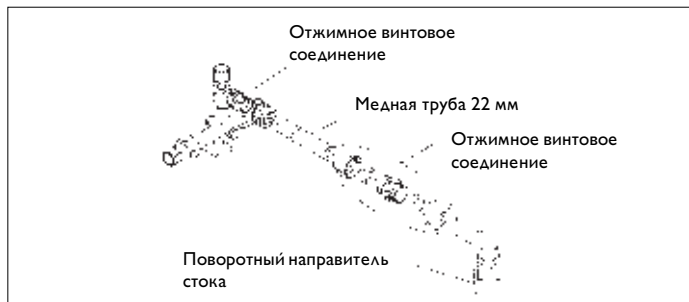 Отжимное винтовое
соединение
Медная труба 22 мм
Отжимное винтовое
соединение
Поворотный направитель
стока